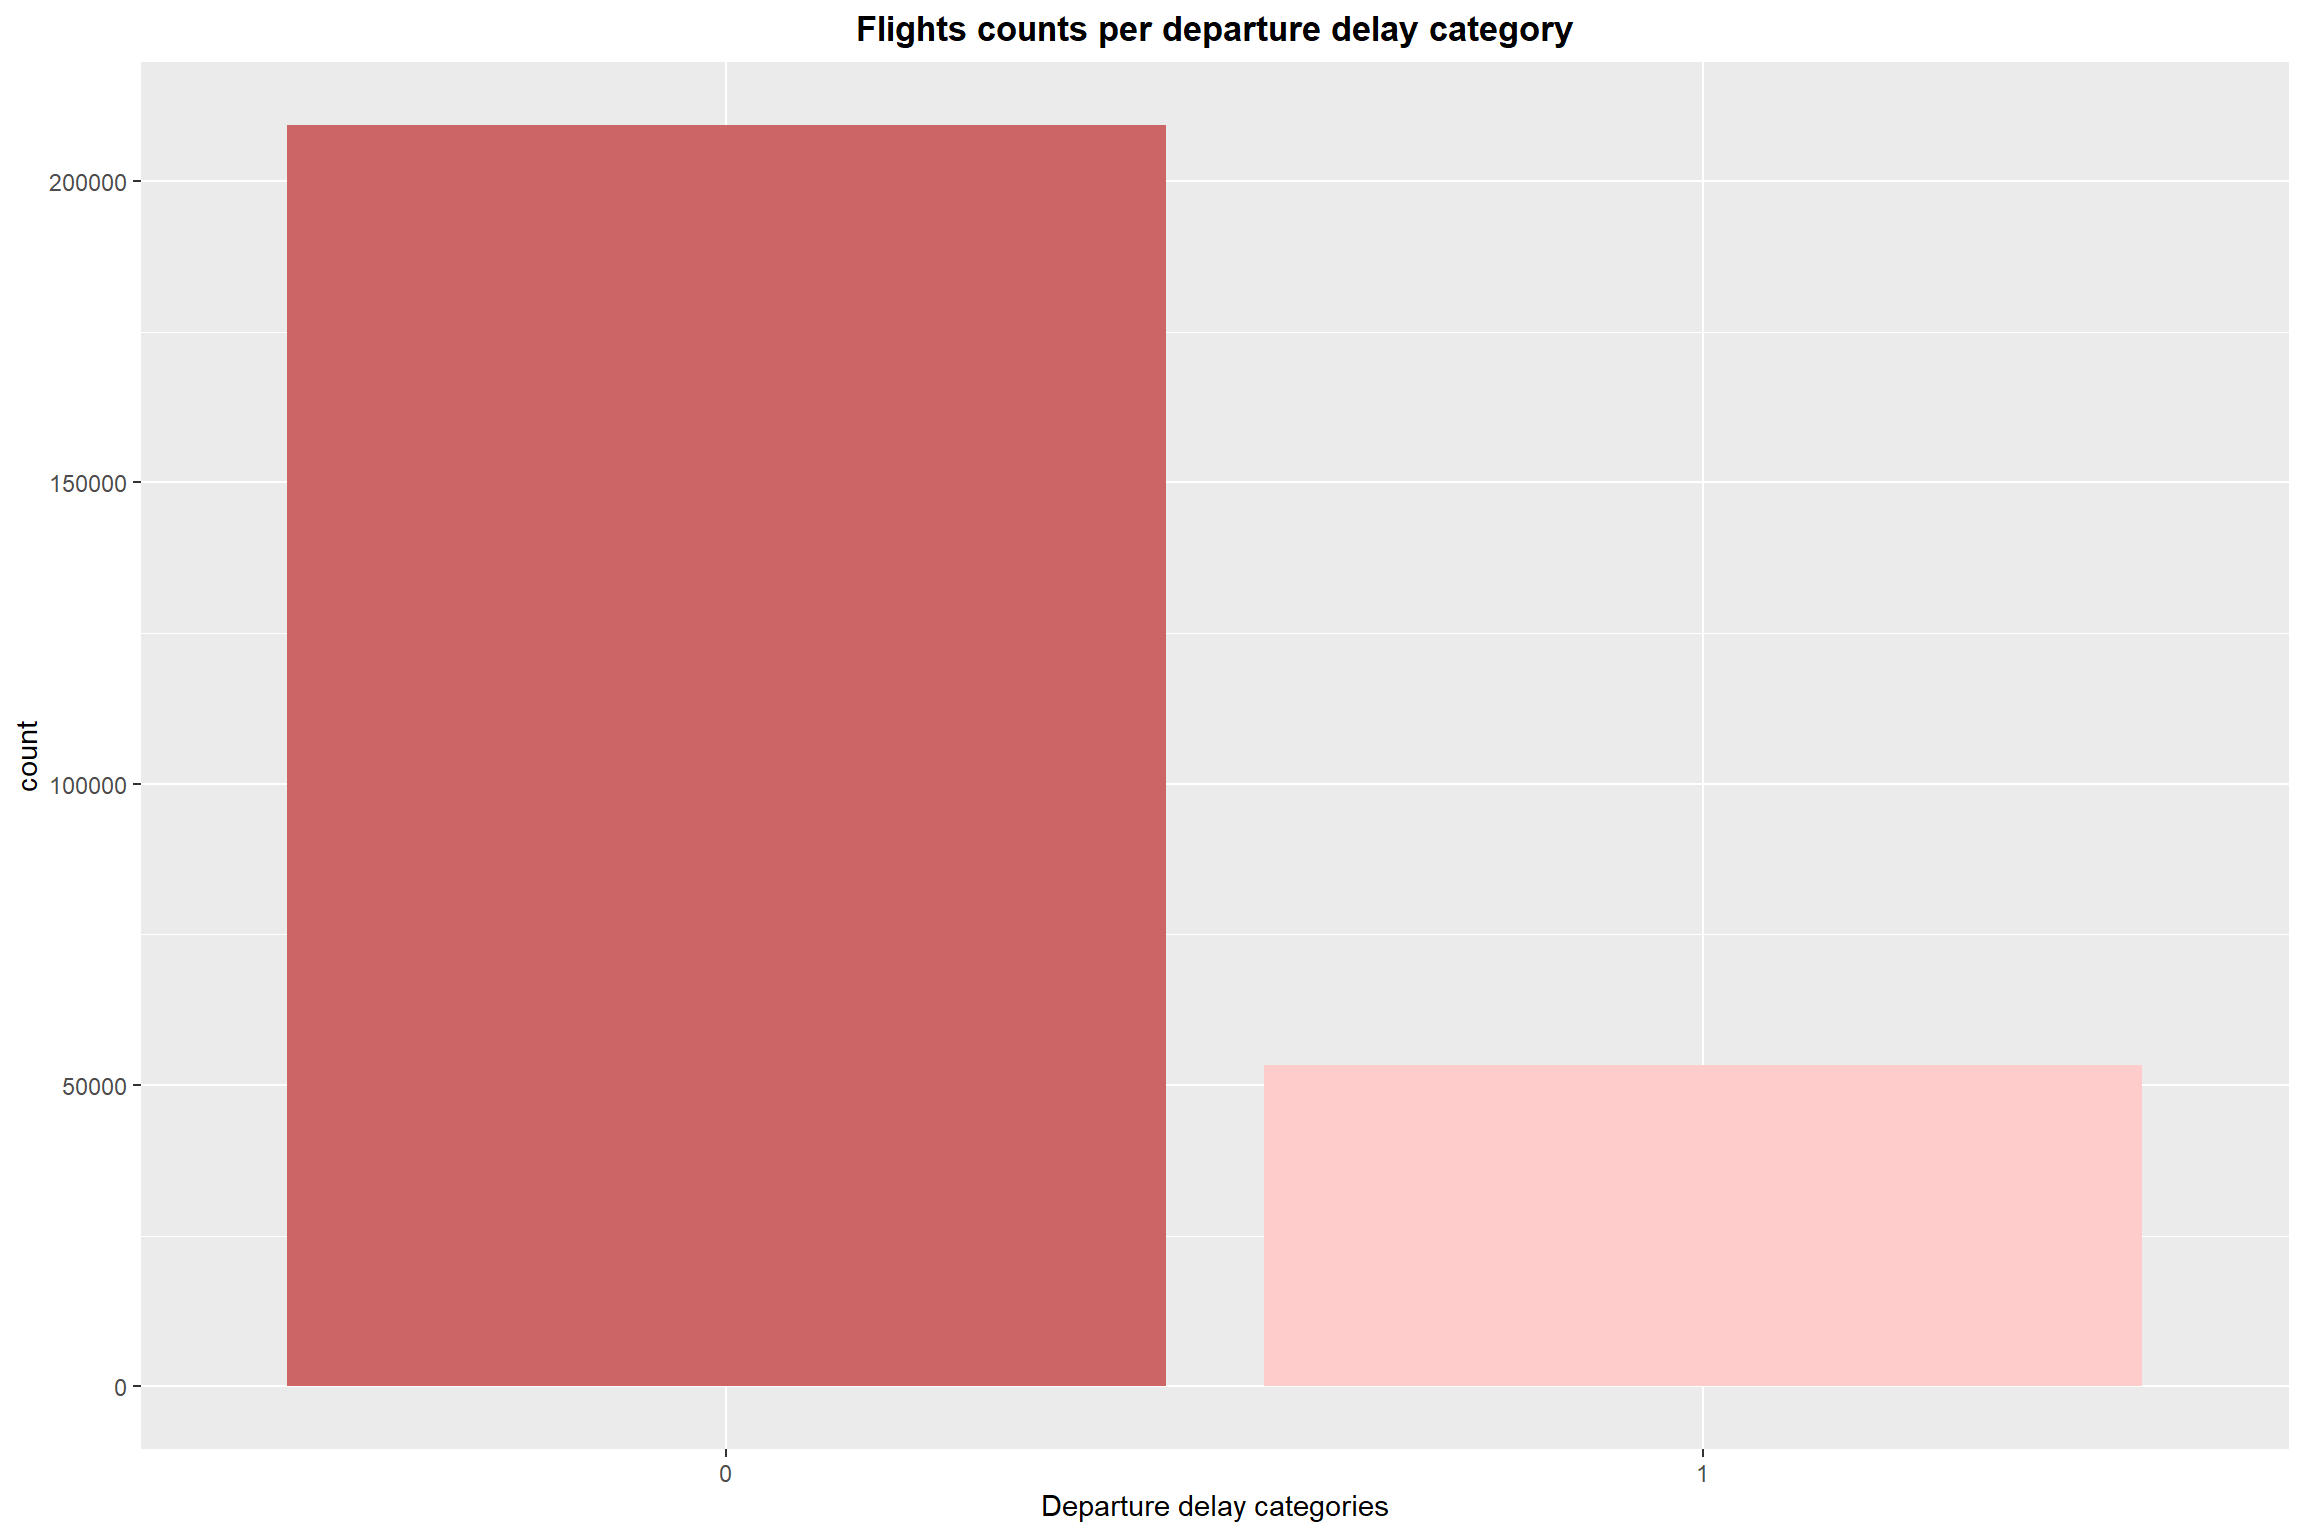 Flights counts per departure delay category
200000
150000
100000
50000
0
count
0
1
Departure delay categories